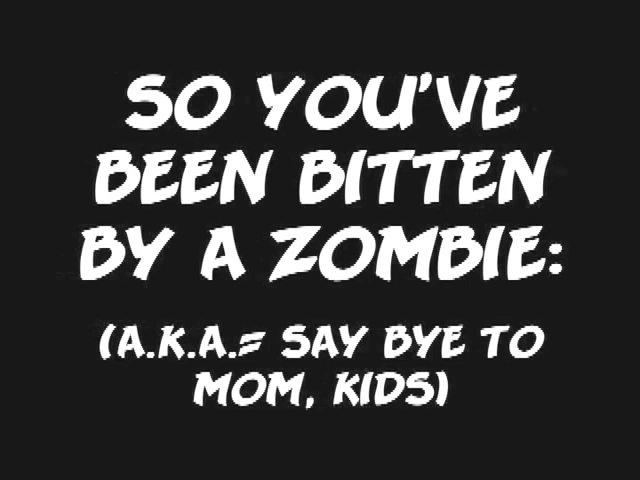 SO YOU'VE
BEEN BITTEN
BY A ZOMBIE:
(A.K.A.= SAY BYE TO
MOM, KIDS)